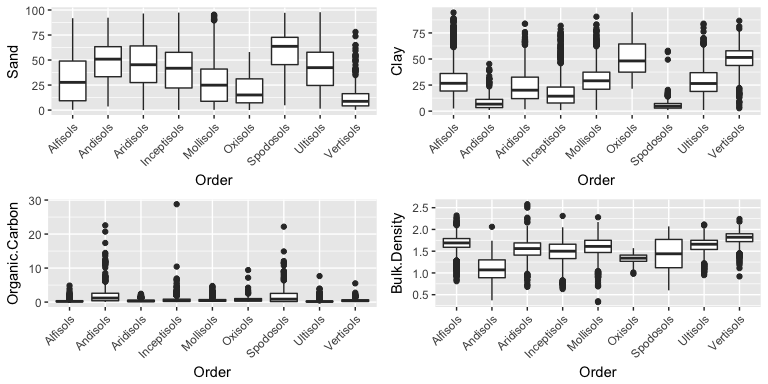 Sand
100
75
50
25
0
Alfisols
Andisols
Aridisols
Inceptisols
Mollisols
Oxisols
Spodosols
Ultisols
Vertisols
Order
Clay
75
50
25
0
Alfisols
Andisols
Aridisols
Inceptisols
Mollisols
Oxisols
Spodosols
Ultisols
Vertisols
Order
Organic.Carbon
30
20
10
0
Alfisols
Andisols
Aridisols
Inceptisols
Mollisols
Oxisols
Spodosols
Ultisols
Vertisols
Order
Bulk.Density
2.5
2.0
1.5
1.0
0.5
Alfisols
Andisols
Aridisols
Inceptisols
Mollisols
Oxisols
Spodosols
Ultisols
Vertisols
Order